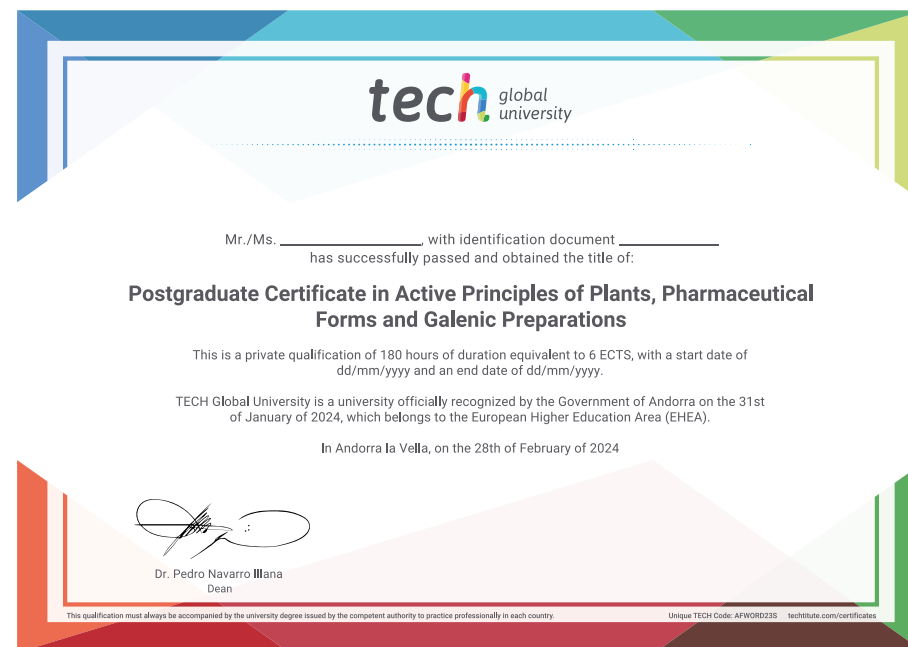 tech global
university
Mr./Ms. ____________________, with identification document ______________
has successfully passed and obtained the title of:
Postgraduate Certificate in Active Principles of Plants, Pharmaceutical
Forms and Galenic Preparations
This is a private qualification of 180 hours of duration equivalent to 6 ECTS, with a start date of
dd/mm/yyyy and an end date of dd/mm/yyyy.
TECH Global University is a university officially recognized by the Government of Andorra on the 31st
of January of 2024, which belongs to the European Higher Education Area (EHEA).
In Andorra la Vella, on the 28th of February of 2024
Dr. Pedro Navarro Illana
Dean
This qualification must always be accompanied by the university degree issued by the competent authority to practice professionally in each country.
Unique TECH Code: AFWORD23S techtitute.com/certificates